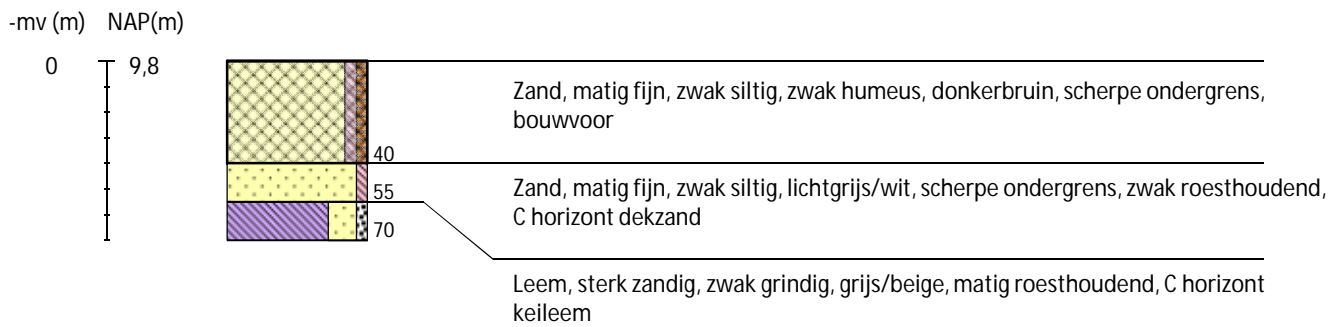 -mv (m) NAP(m)
0 9,8
Zand, matig fijn, zwak siltig, zwak humeus, donkerbruin, scherpe ondergrens,
bouwvoor
40
Zand, matig fijn, zwak siltig, lichtgrijs/wit, scherpe ondergrens, zwak roesthoudend,
C horizont dekzand
55
70
Leem, sterk zandig, zwak grindig, grijs/beige, matig roesthoudend, C horizont
keileem